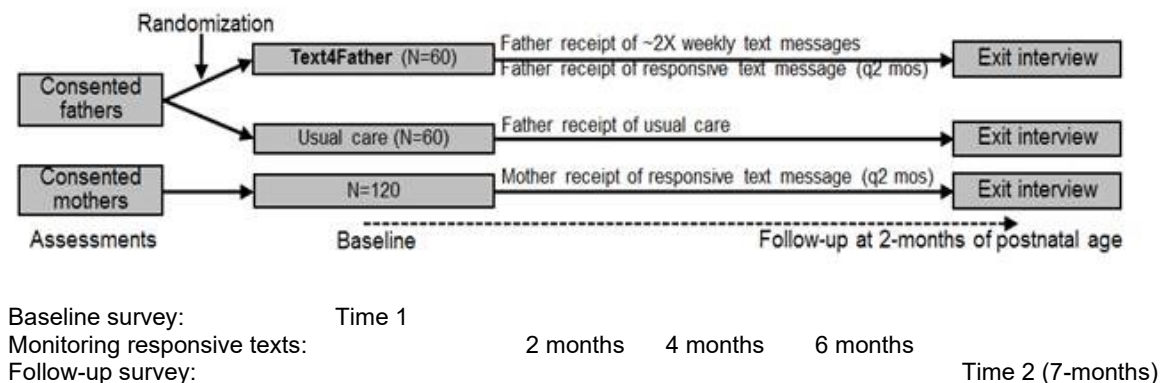 Randomization
Text4Father (N=60)
Father receipt of ~2X weekly text messages
Father receipt of responsive text message (q2 mos)
Exit interview
Consented
fathers
Usual care (N=60)
Father receipt of usual care
Exit interview
Consented
mothers
N=120
Mother receipt of responsive text message (q2 mos)
Exit interview
Assessments
Baseline
Follow-up at 2-months of postnatal age
Baseline survey: Time 1
Monitoring responsive texts: 2 months 4 months 6 months
Follow-up survey: Time 2 (7-months)